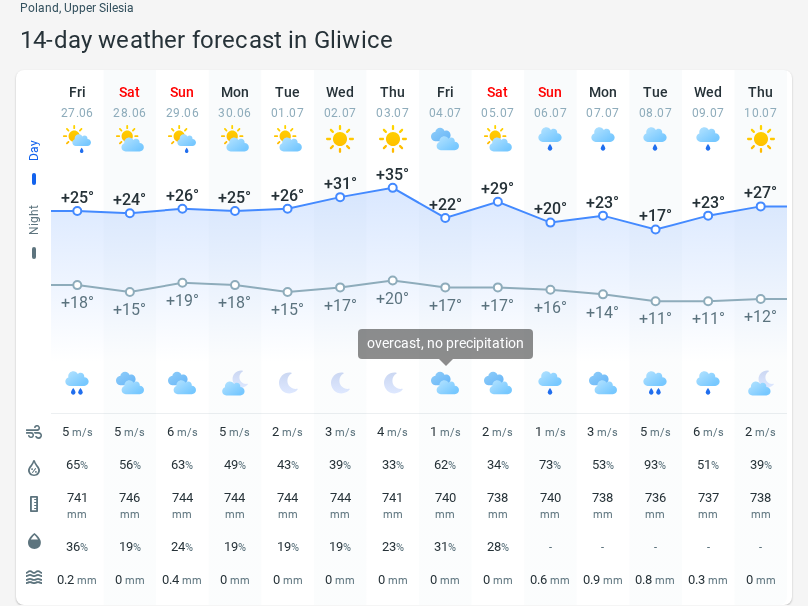 Poland, Upper Silesia
14-day weather forecast in Gliwice
Fri Sat Sun Mon Tue Wed Thu Fri Sat Sun Mon Tue Wed Thu
27.06 28.06 29.06 30.06 01.07 02.07 03.07 04.07 05.07 06.07 07.07 08.07 09.07 10.07
Day
+25° +24° +26° +25° +26° +31° +35° +22° +29° +20° +23° +17° +23° +27°
Night
+18° +15° +19° +18° +15° +17° +20° +17° +17° +16° +14° +11° +11° +12°
overcast, no precipitation
5 m/s 5 m/s 6 m/s 5 m/s 2 m/s 3 m/s 4 m/s 1 m/s 2 m/s 1 m/s 3 m/s 5 m/s 6 m/s 2 m/s
65% 56% 63% 49% 43% 39% 33% 62% 34% 73% 53% 93% 51% 39%
741 746 744 744 744 744 741 740 738 740 738 736 737 738
mm mm mm mm mm mm mm mm mm mm mm mm mm mm
36% 19% 24% 19% 19% 19% 23% 31% 28% - - - - -
0.2 mm 0 mm 0.4 mm 0 mm 0 mm 0 mm 0 mm 0 mm 0 mm 0.6 mm 0.9 mm 0.8 mm 0.3 mm 0 mm